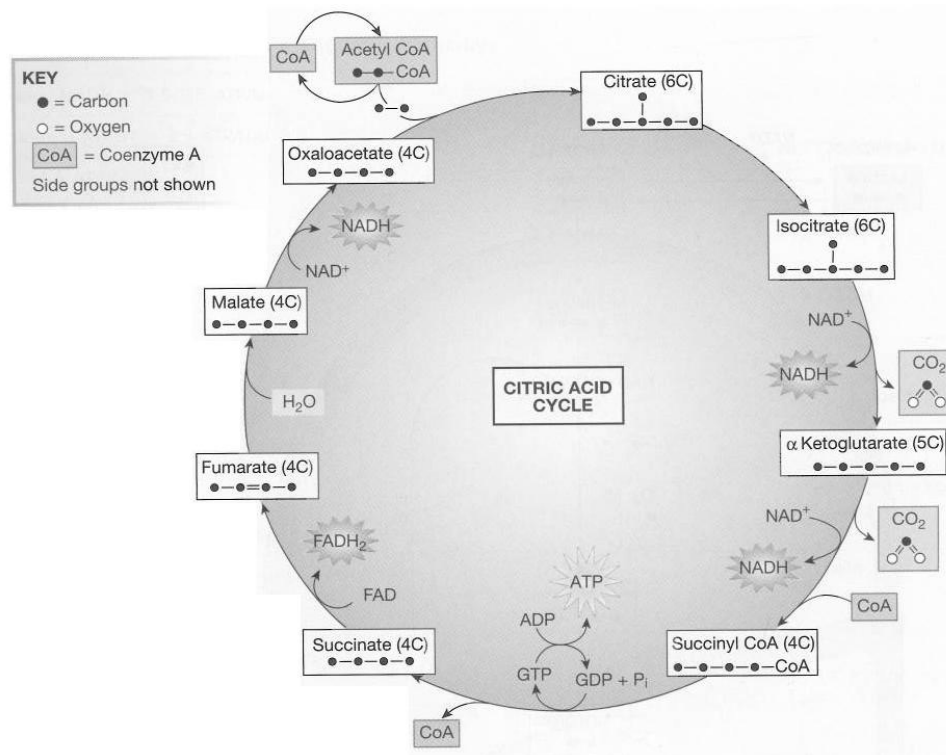 KEY
= Carbon
= Oxygen
CoA = Coenzyme A
Side groups not shown
CoA
Acetyl CoA
CoA
Citrate (6C)
Isocitrate (6C)
NAD⁺
NADH
CO₂
α Ketoglutarate (5C)
NAD⁺
NADH
CO₂
CoA
Succinyl CoA (4C)
CoA
GDP + Pᵢ
GTP
ADP
ATP
CoA
Succinate (4C)
FAD
FADH₂
Fumarate (4C)
H₂O
Malate (4C)
NAD⁺
NADH
Oxaloacetate (4C)
CITRIC ACID
CYCLE